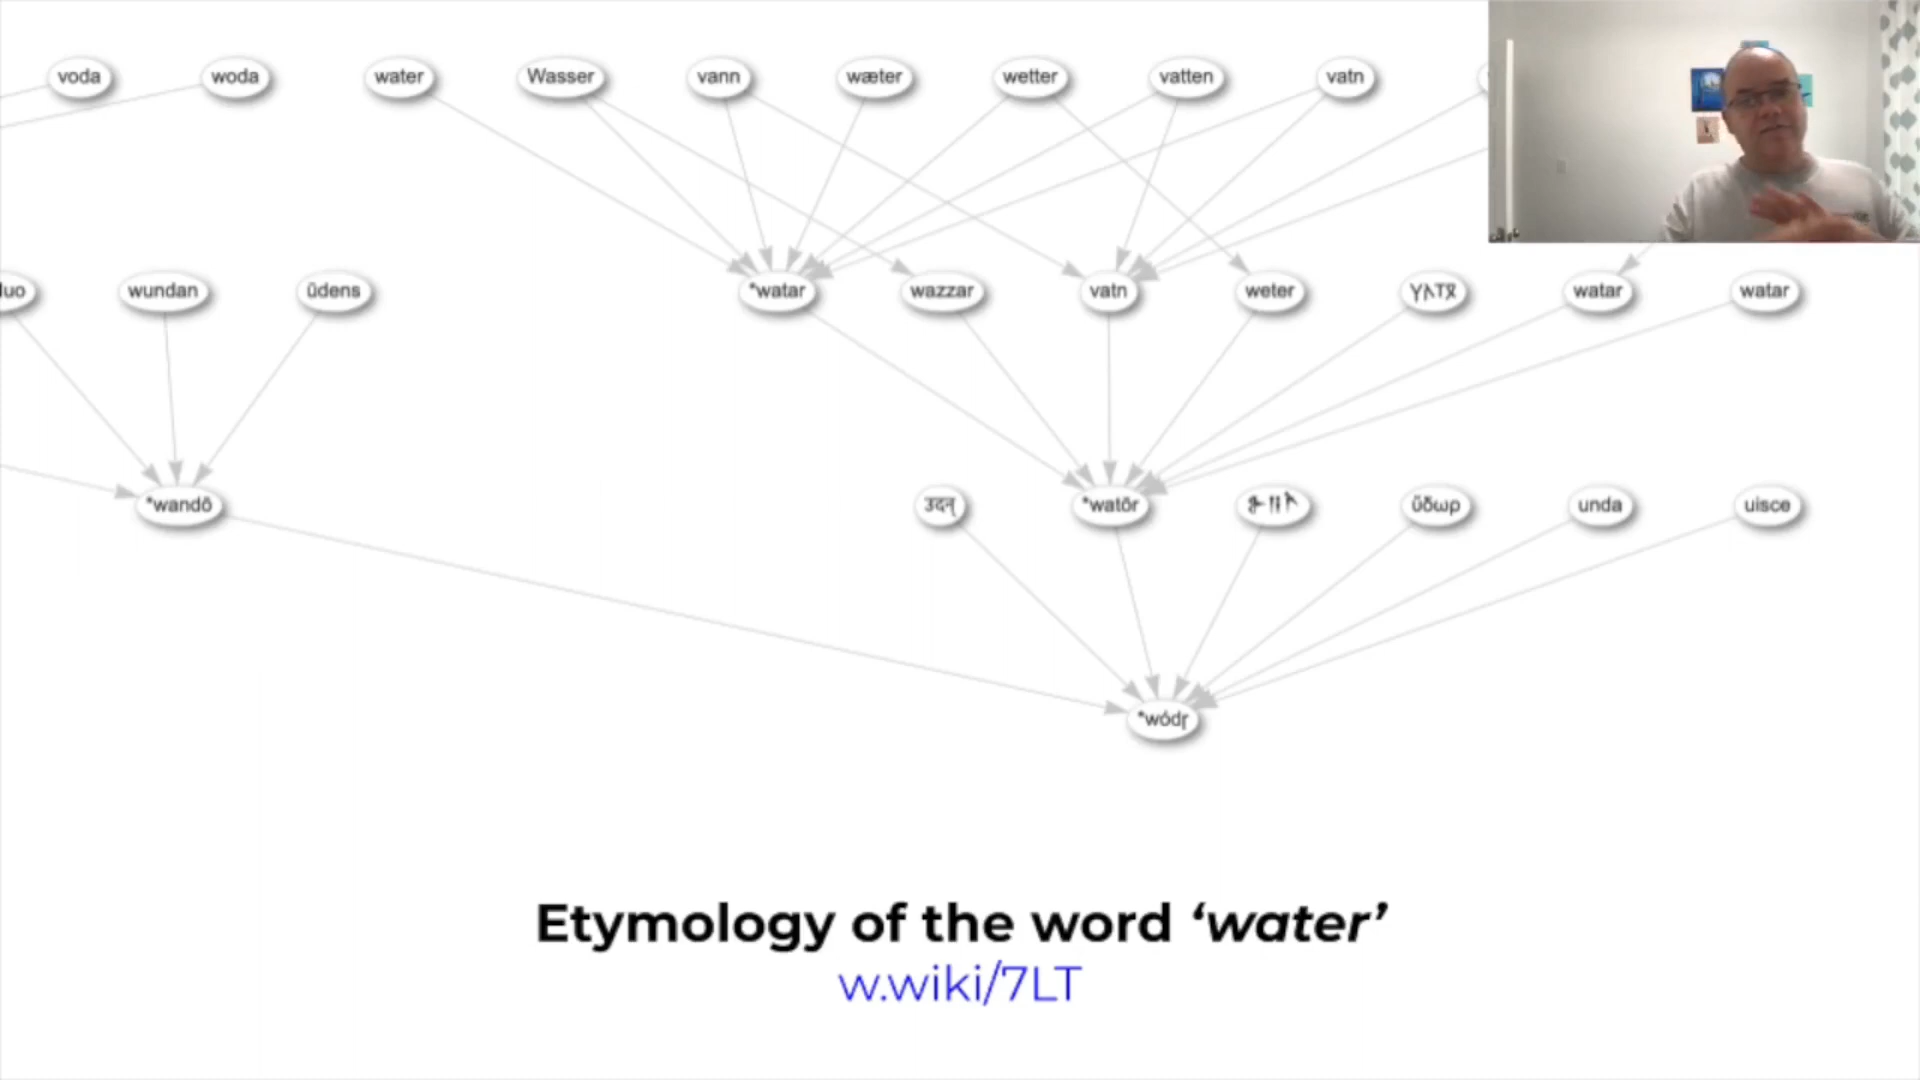 voda woda water Wasser vann wæter wetter vatten vatn
wundan ūdens *watar wazzar vatn weter watar watar
*wandō उदन् *watōr ὕδωρ unda uisce
*wódr̥
Etymology of the word ‘water’
w.wiki/7LT